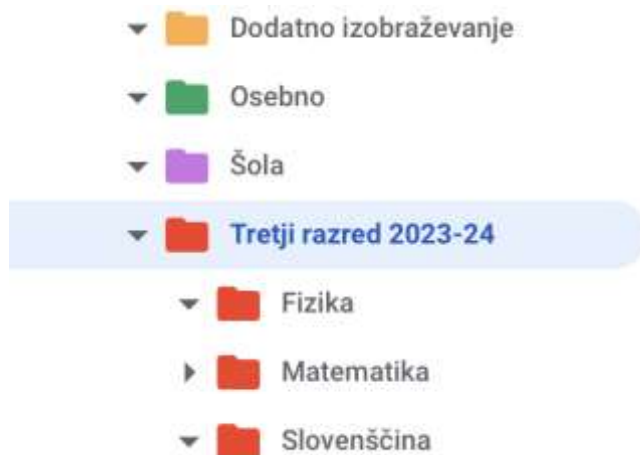 Dodatno izobraževanje
Osebno
Šola
Tretji razred 2023-24
Fizika
Matematika
Slovenščina